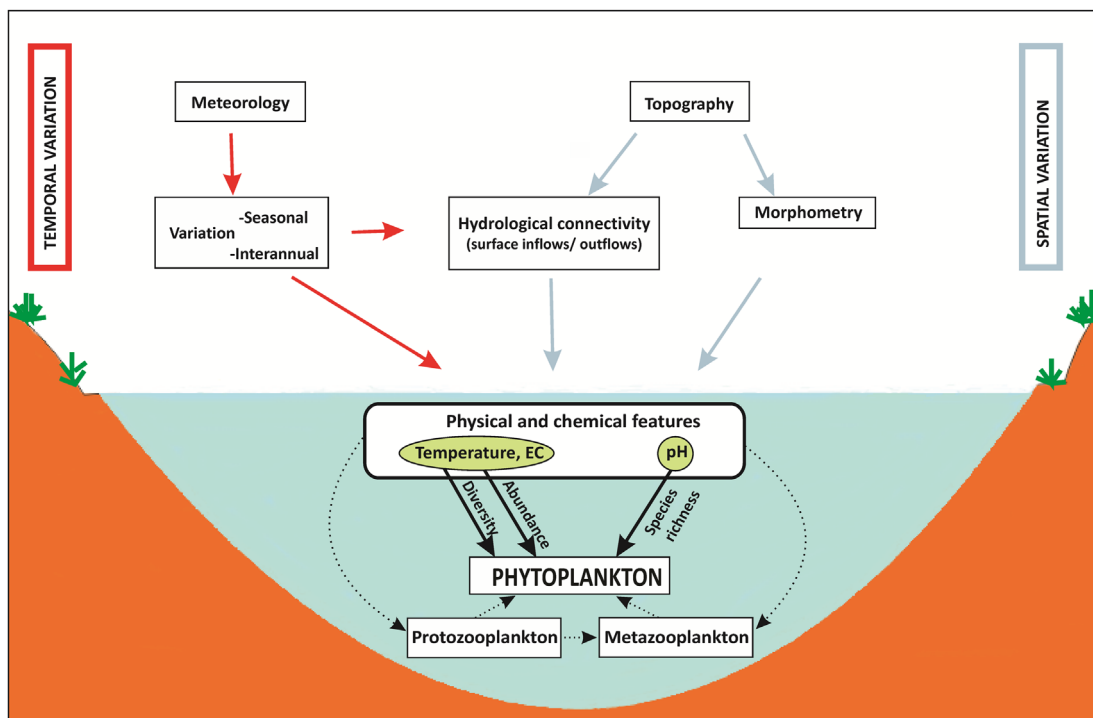 TEMPORAL VARIATION
Meteorology
Topography
SPATIAL VARIATION
Variation
-Seasonal
-Interannual
Hydrological connectivity
(surface inflows/ outflows)
Morphometry
Physical and chemical features
Temperature, EC
pH
Diversity
Abundance
Species
richness
PHYTOPLANKTON
Protozooplankton
Metazooplankton